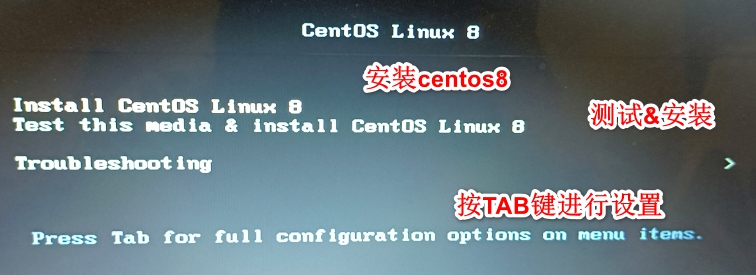 CentOS Linux 8
安装centos8
Install CentOS Linux 8
测试&安装
Test this media & install CentOS Linux 8
Troubleshooting >
按TAB键进行设置
Press Tab for full configuration options on menu items.